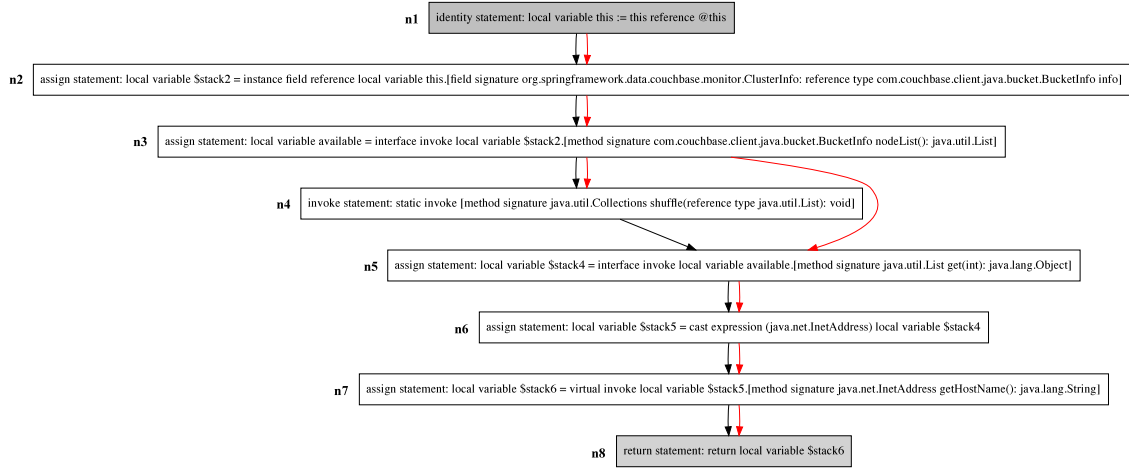 n1 identity statement: local variable this := this reference @this
n2 assign statement: local variable $stack2 = instance field reference local variable this.[field signature org.springframework.data.couchbase.monitor.ClusterInfo: reference type com.couchbase.client.java.bucket.BucketInfo info]
n3 assign statement: local variable available = interface invoke local variable $stack2.[method signature com.couchbase.client.java.bucket.BucketInfo nodeList(): java.util.List]
n4 invoke statement: static invoke [method signature java.util.Collections shuffle(reference type java.util.List): void]
n5 assign statement: local variable $stack4 = interface invoke local variable available.[method signature java.util.List get(int): java.lang.Object]
n6 assign statement: local variable $stack5 = cast expression (java.net.InetAddress) local variable $stack4
n7 assign statement: local variable $stack6 = virtual invoke local variable $stack5.[method signature java.net.InetAddress getHostName(): java.lang.String]
n8 return statement: return local variable $stack6